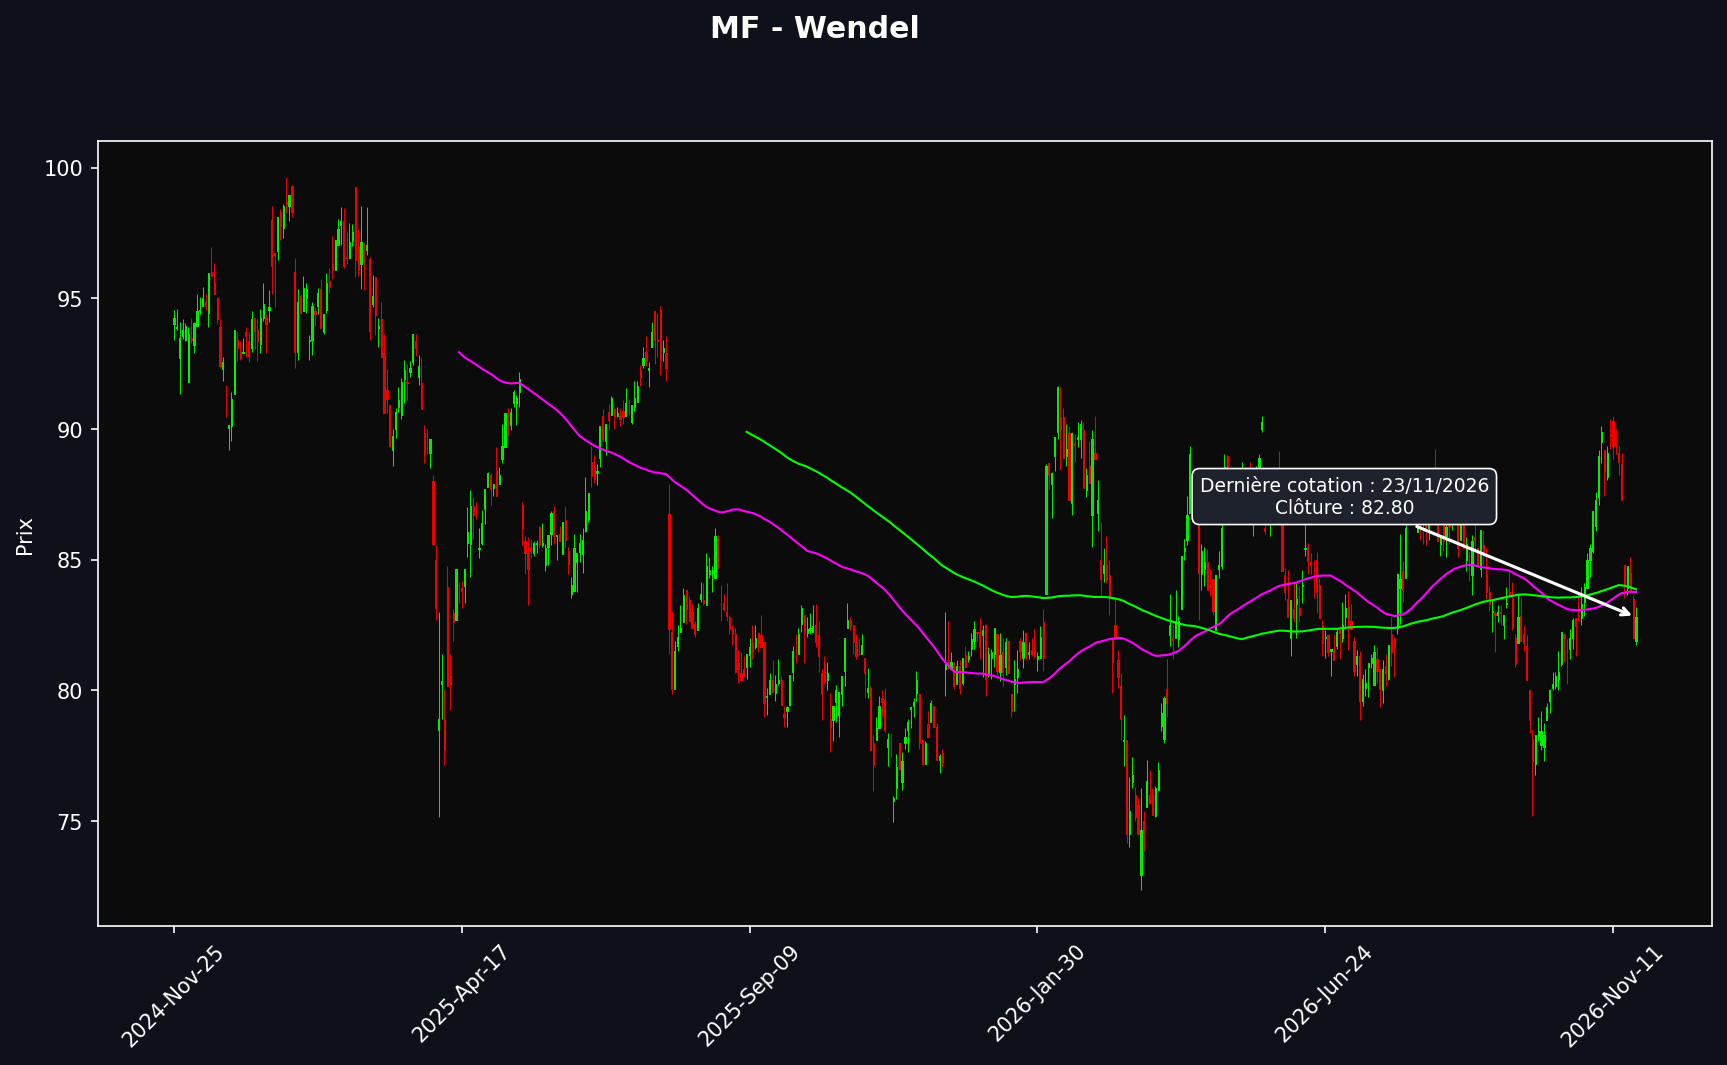 MF - Wendel
Prix
100
95
90
85
80
75
Dernière cotation : 23/11/2026
Clôture : 82.80
2024-Nov-25
2025-Apr-17
2025-Sep-09
2026-Jan-30
2026-Jun-24
2026-Nov-11